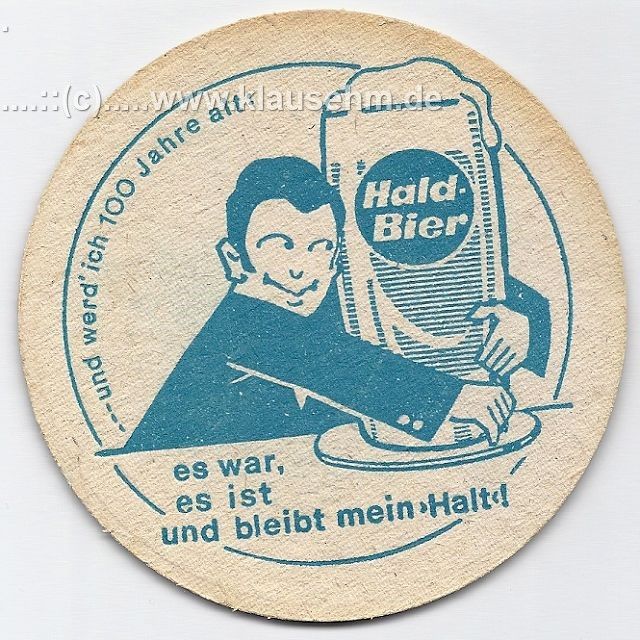 .....::(c).....www.klausehm.de
---und werd' ich 100 Jahre alt:
Hald-
Bier
es war,
es ist
und bleibt mein ›Halt‹!